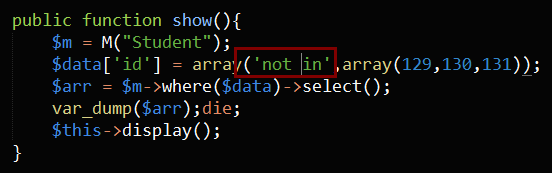 public function show(){
$m = M("Student");
$data['id'] = array('not in',array(129,130,131));
$arr = $m->where($data)->select();
var_dump($arr);die;
$this->display();
}